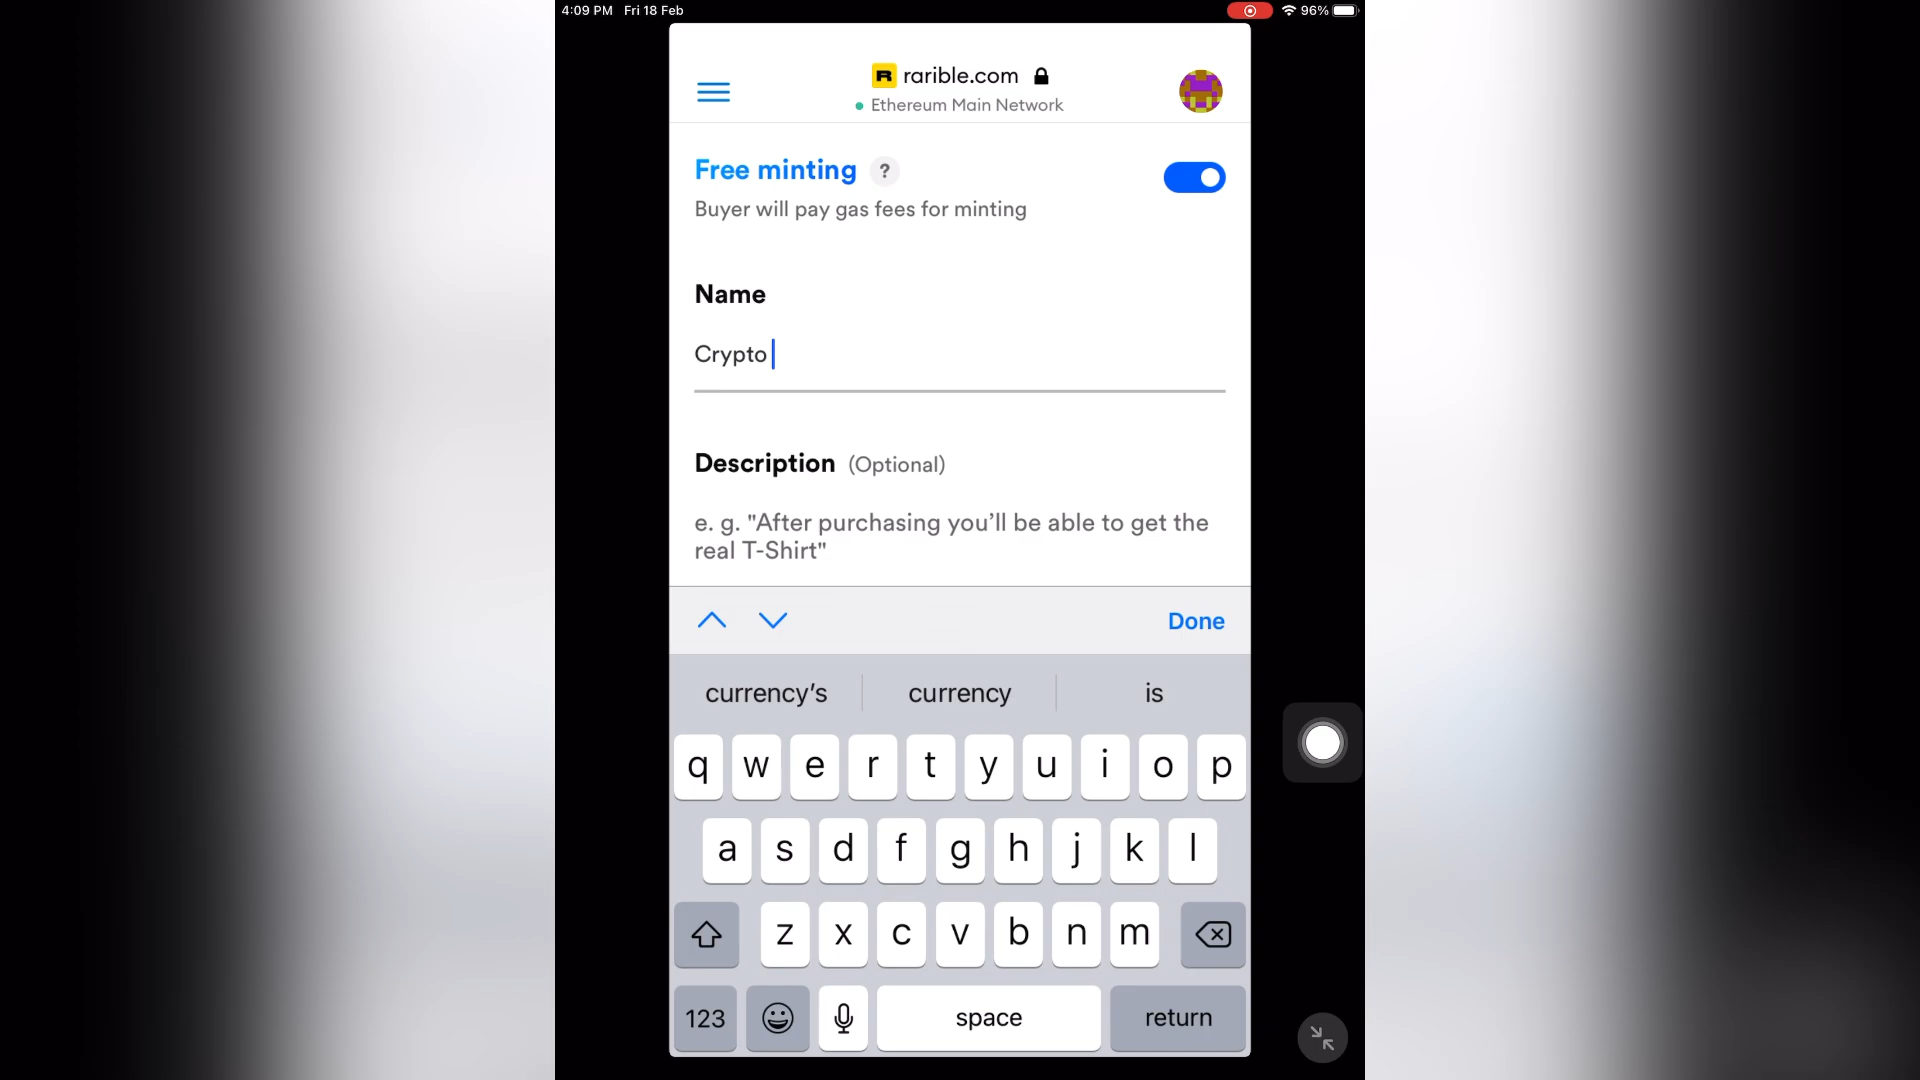 4:09 PM Fri 18 Feb 96%
R rarible.com
Ethereum Main Network
Free minting ?
Buyer will pay gas fees for minting
Name
Crypto
Description (Optional)
e. g. "After purchasing you’ll be able to get the
real T-Shirt"
Done
currency’s currency is
q w e r t y u i o p
a s d f g h j k l
z x c v b n m
123 space return